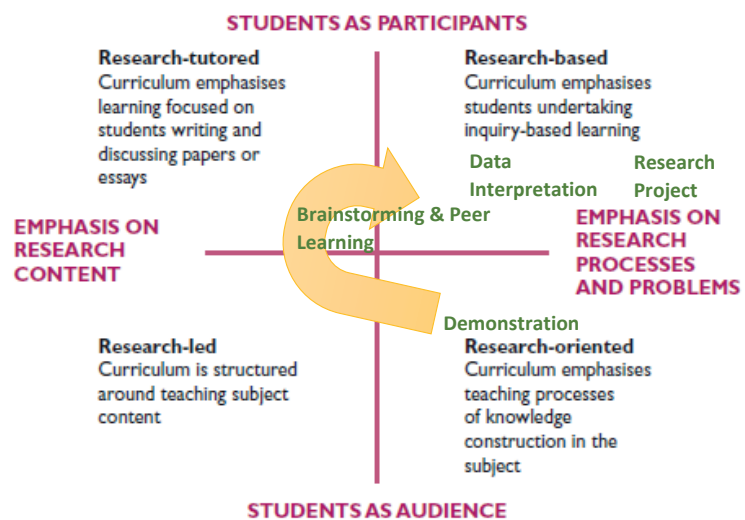 STUDENTS AS PARTICIPANTS
Research-tutored
Curriculum emphasises
learning focused on
students writing and
discussing papers or
essays
Research-based
Curriculum emphasises
students undertaking
inquiry-based learning
Data
Interpretation
Research
Project
Brainstorming & Peer
Learning
EMPHASIS ON
RESEARCH
CONTENT
EMPHASIS ON
RESEARCH
PROCESSES
AND PROBLEMS
Demonstration
Research-led
Curriculum is structured
around teaching subject
content
Research-oriented
Curriculum emphasises
teaching processes
of knowledge
construction in the
subject
STUDENTS AS AUDIENCE